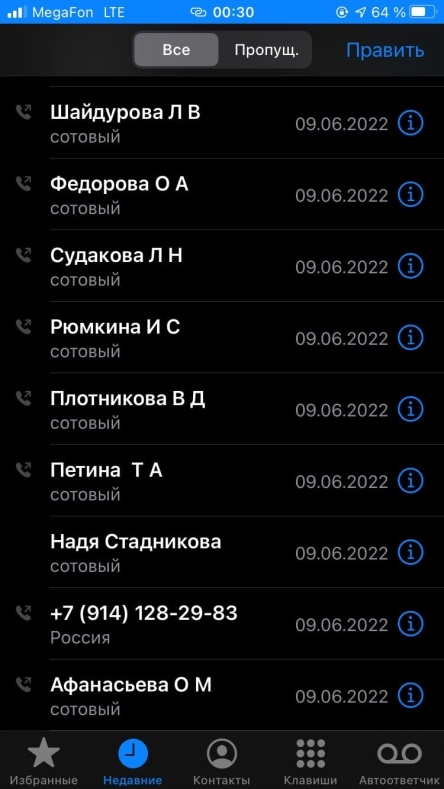 MegaFon LTE 00:30 64 %
Все Пропущ. Править
Шайдурова Л В
сотовый
09.06.2022
Федорова О А
сотовый
09.06.2022
Судакова Л Н
сотовый
09.06.2022
Рюмкина И С
сотовый
09.06.2022
Плотникова В Д
сотовый
09.06.2022
Петина Т А
сотовый
09.06.2022
Надя Стадникова
сотовый
09.06.2022
+7 (914) 128-29-83
Россия
09.06.2022
Афанасьева О М
сотовый
09.06.2022
Избранные Недавние Контакты Клавиши Автоответчик